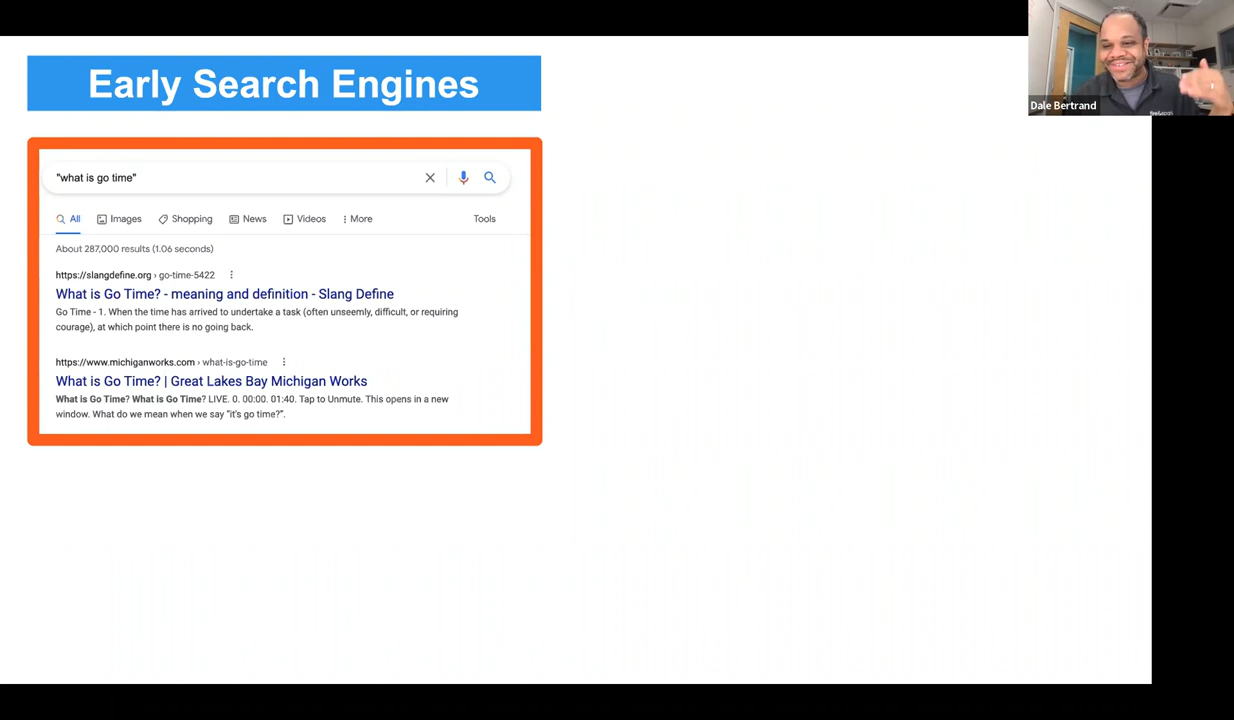 Early Search Engines
Dale Bertrand
"what is go time"
All Images Shopping News Videos More Tools
About 287,000 results (1.06 seconds)
https://slangdefine.org › go-time-5422
What is Go Time? - meaning and definition - Slang Define
Go Time - 1. When the time has arrived to undertake a task (often unseemly, difficult, or requiring
courage), at which point there is no going back.
https://www.michiganworks.com › what-is-go-time
What is Go Time? | Great Lakes Bay Michigan Works
What is Go Time? What is Go Time? LIVE. 0. 00:00. 01:40. Tap to Unmute. This opens in a new
window. What do we mean when we say "it's go time?".